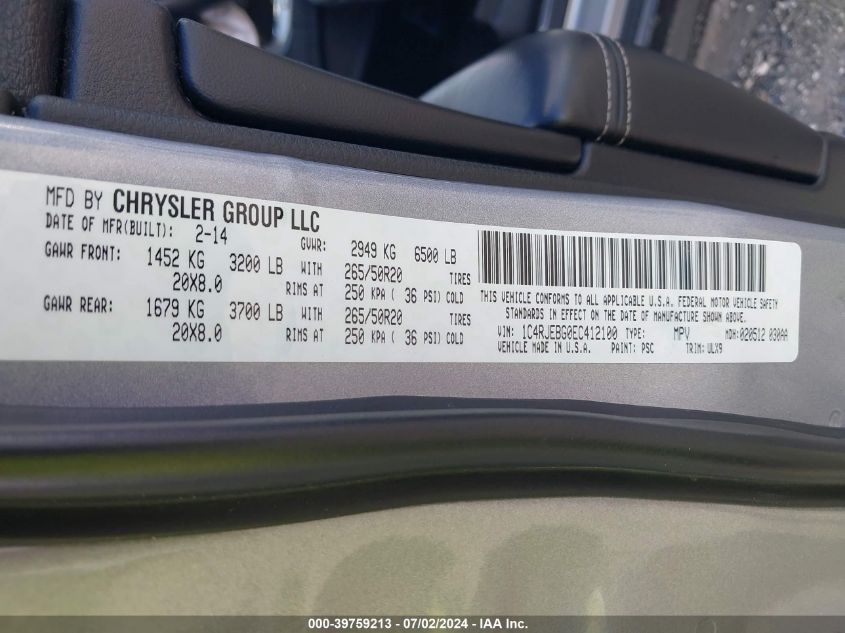 MFD BY CHRYSLER GROUP LLC
DATE OF MFR(BUILT): 2-14 GVWR: 2949 KG 6500 LB
GAWR FRONT: 1452 KG 3200 LB WITH 265/50R20 TIRES
20X8.0 RIMS AT 250 KPA ( 36 PSI) COLD
GAWR REAR: 1679 KG 3700 LB WITH 265/50R20 TIRES
20X8.0 RIMS AT 250 KPA ( 36 PSI) COLD
THIS VEHICLE CONFORMS TO ALL APPLICABLE U.S.A. FEDERAL MOTOR VEHICLE SAFETY
STANDARDS IN EFFECT ON THE DATE OF MANUFACTURE SHOWN ABOVE.
VIN: 1C4RJEBG0EC412100 TYPE: MPV MDH: 020512 030AA
VEHICLE MADE IN U.S.A. PAINT: PSC TRIM: ULX9
000-39759213 - 07/02/2024 - IAA Inc.